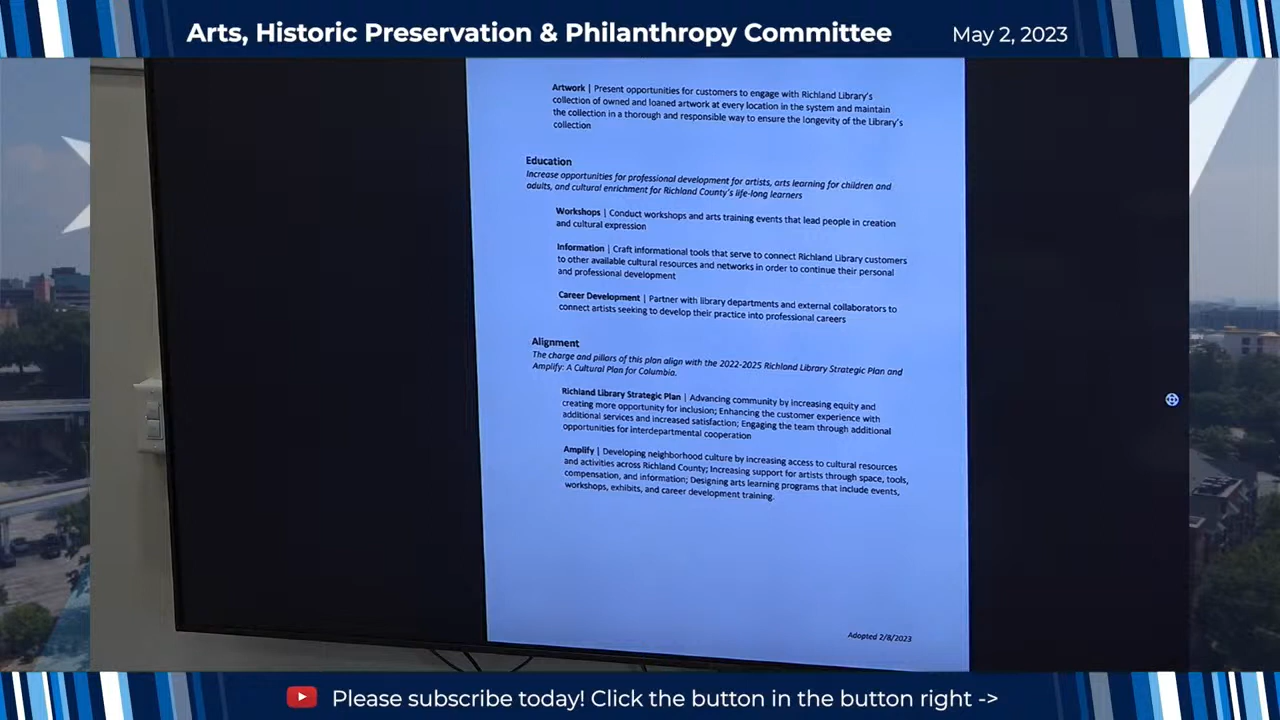 Arts, Historic Preservation & Philanthropy Committee
May 2, 2023
Artwork | Present opportunities for customers to engage with Richland Library's
collection of owned and loaned artwork at every location in the system and maintain
the collection in a thorough and responsible way to ensure the longevity of the Library's
collection
Education
Increase opportunities for professional development for artists, arts learning for children and
adults, and cultural enrichment for Richland County's life-long learners
Workshops | Conduct workshops and arts training events that lead people in creation
and cultural expression
Information | Craft informational tools that serve to connect Richland Library customers
to other available cultural resources and networks in order to continue their personal
and professional development
Career Development | Partner with library departments and external collaborators to
connect artists seeking to develop their practice into professional careers
Alignment
The charge and pillars of this plan align with the 2022-2025 Richland Library Strategic Plan and
Amplify: A Cultural Plan for Columbia.
Richland Library Strategic Plan | Advancing community by increasing equity and
creating more opportunity for inclusion; Enhancing the customer experience with
additional services and increased satisfaction; Engaging the team through additional
opportunities for interdepartmental cooperation
Amplify | Developing neighborhood culture by increasing access to cultural resources
and activities across Richland County; Increasing support for artists through space, tools,
compensation, and information; Designing arts learning programs that include events,
workshops, exhibits, and career development training.
Adopted 2/8/2023
Please subscribe today! Click the button in the button right ->